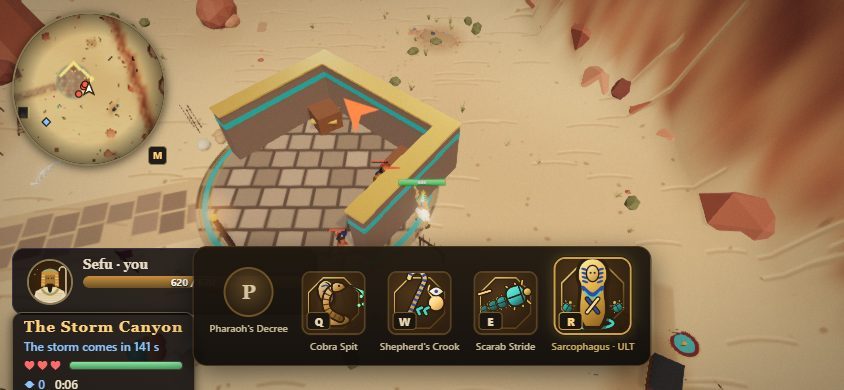 M
Sefu · you
620 /
P
Pharaoh's Decree
Q
Cobra Spit
W
Shepherd's Crook
E
Scarab Stride
R
Sarcophagus · ULT
The Storm Canyon
The storm comes in 141 s
0 0:06